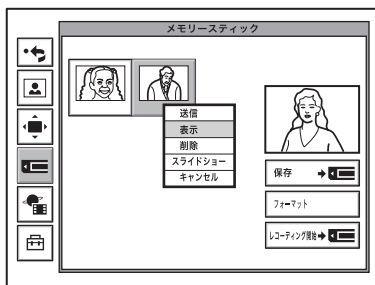 メモリースティック
送信
表示
削除
スライドショー
キャンセル
保存
フォーマット
レコーディング開始